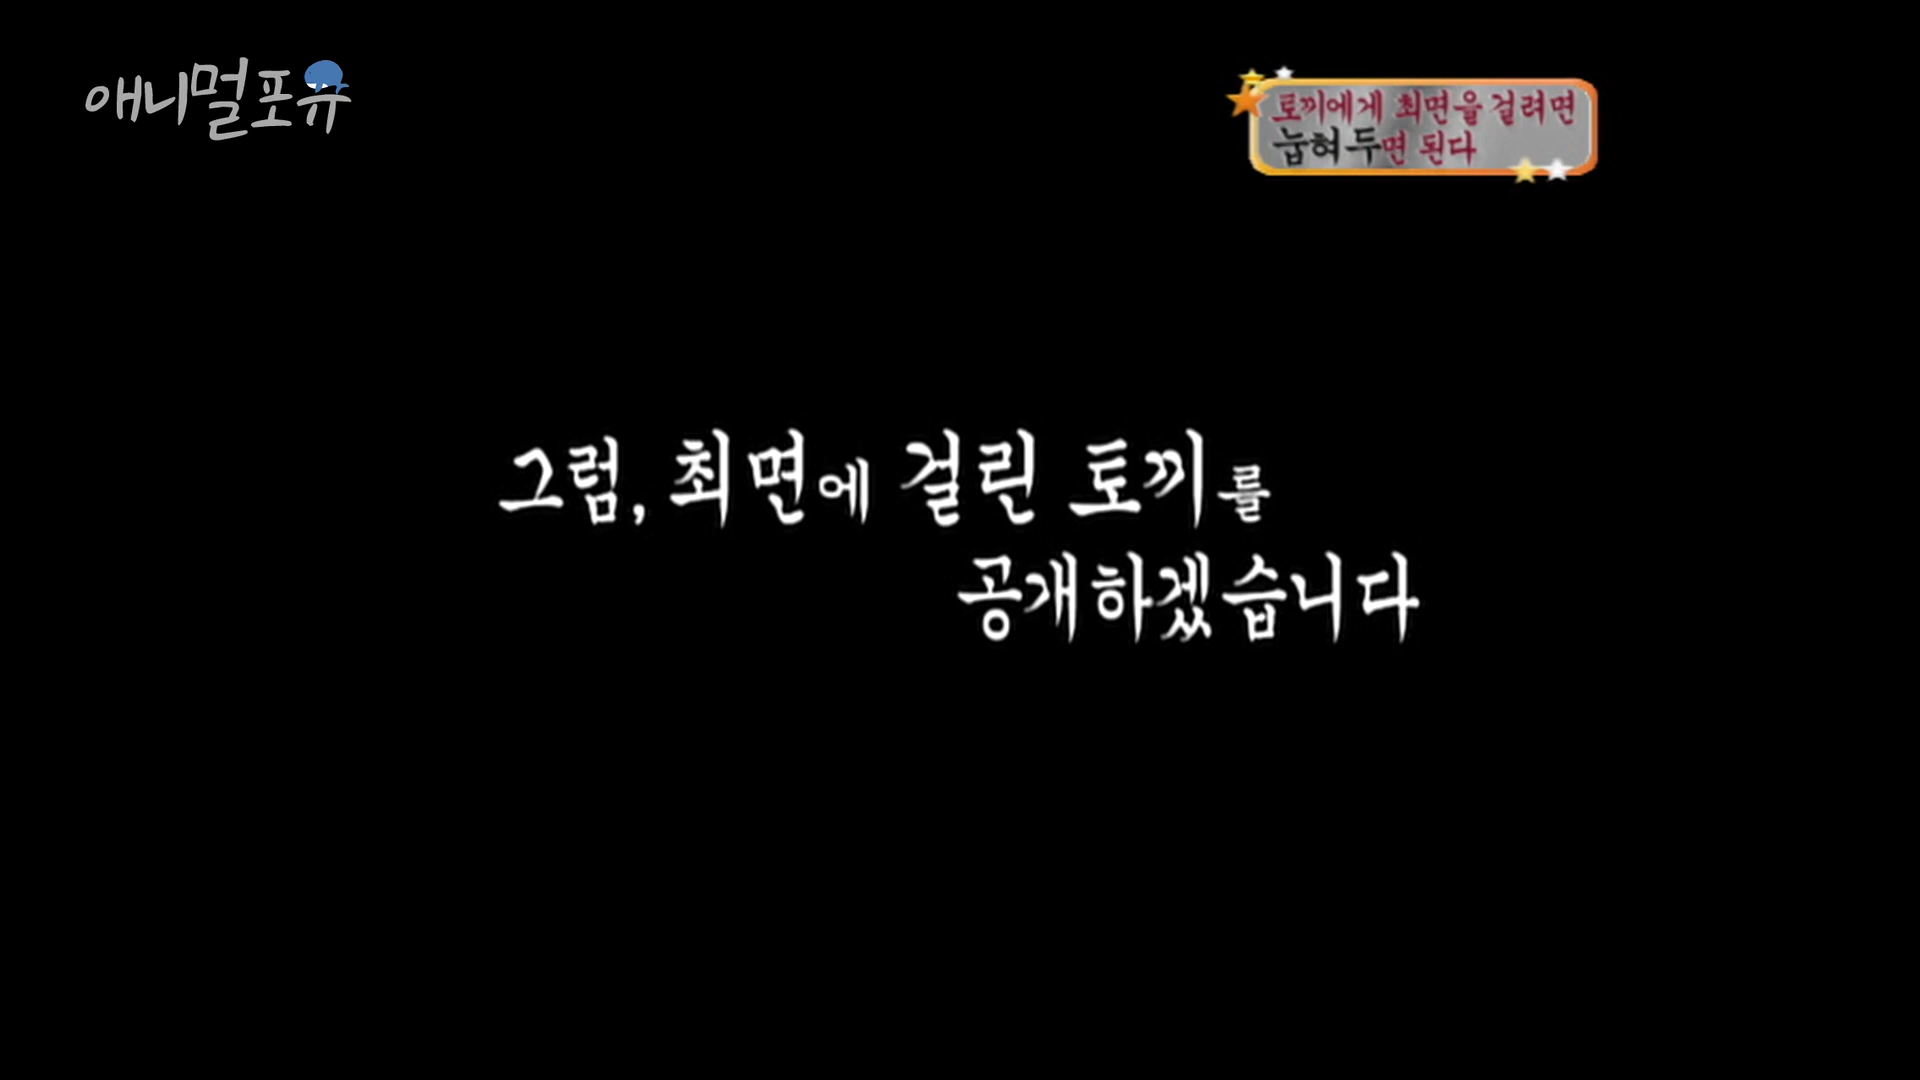 애니멀포유
토끼에게 최면을 걸려면
눕혀두면 된다
그럼, 최면에 걸린 토끼를
공개하겠습니다